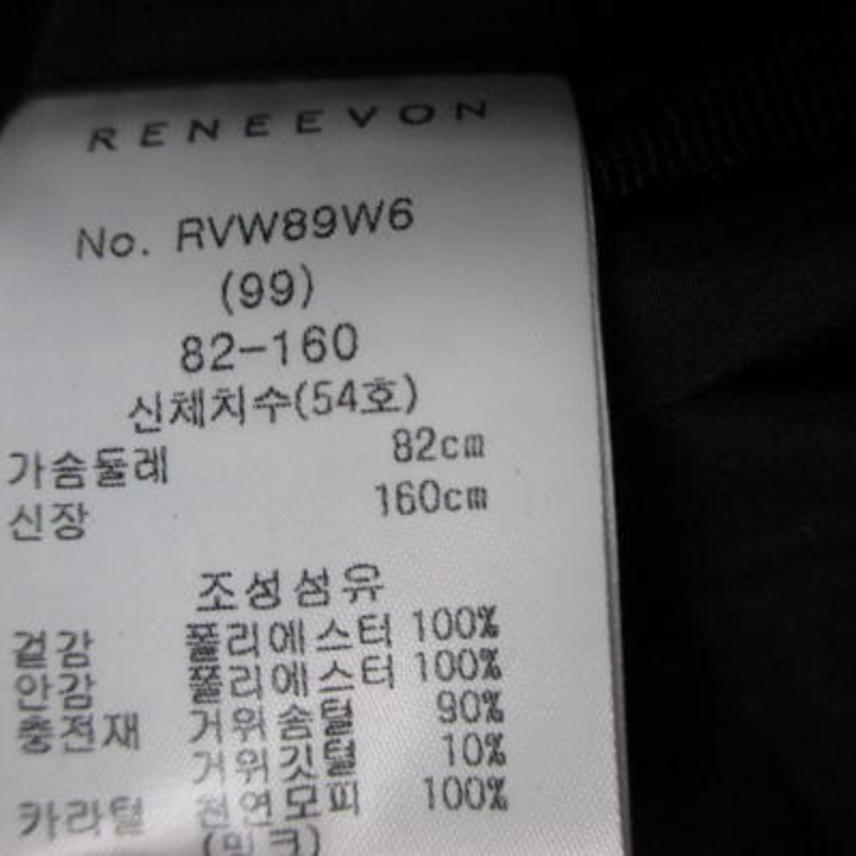 RENEEVON
No. RVW89W6
(99)
82-160
신체치수(54호)
가슴둘레 82cm
신장 160cm
조성섬유
겉감 폴리에스터 100%
안감 폴리에스터 100%
충전재 거위솜털 90%
거위깃털 10%
카라털 천연모피 100%
(밍크)